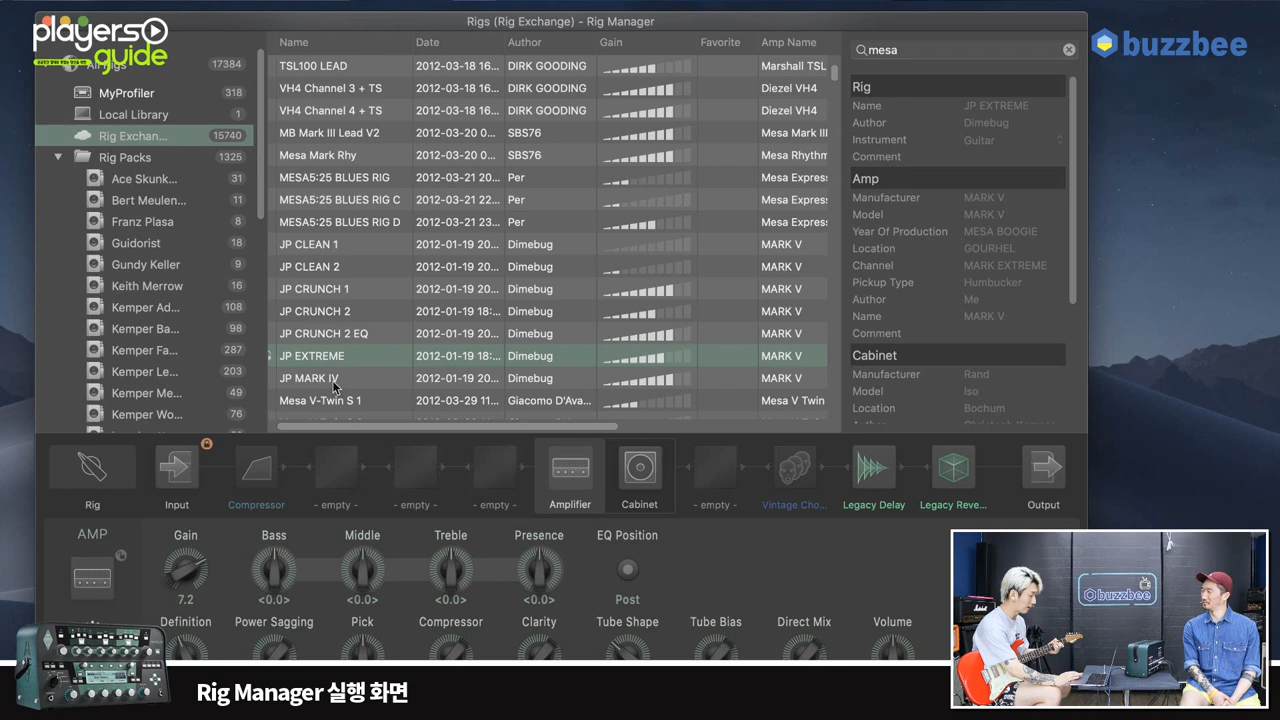 players
guide
buzzbee
Rigs (Rig Exchange) - Rig Manager
All Rigs 17384
MyProfiler 318
Local Library 1
Rig Exchan... 15740
Rig Packs 1325
Ace Skunk... 31
Bert Meulen... 11
Franz Plasa 8
Guidorist 18
Gundy Keller 9
Keith Merrow 16
Kemper Ad... 108
Kemper Ba... 98
Kemper Fa... 287
Kemper Le... 203
Kemper Me... 49
Kemper Wo... 76
Name Date Author Gain Favorite Amp Name
TSL100 LEAD 2012-03-18 16... DIRK GOODING Marshall TSL
VH4 Channel 3 + TS 2012-03-18 16... DIRK GOODING Diezel VH4
VH4 Channel 4 + TS 2012-03-18 16... DIRK GOODING Diezel VH4
MB Mark III Lead V2 2012-03-20 0... SBS76 Mesa Mark III
Mesa Mark Rhy 2012-03-20 0... SBS76 Mesa Rhythm
MESA5:25 BLUES RIG 2012-03-21 20... Per Mesa Express
MESA5:25 BLUES RIG C 2012-03-21 22... Per Mesa Express
MESA5:25 BLUES RIG D 2012-03-21 23... Per Mesa Express
JP CLEAN 1 2012-01-19 20... Dimebug MARK V
JP CLEAN 2 2012-01-19 20... Dimebug MARK V
JP CRUNCH 1 2012-01-19 20... Dimebug MARK V
JP CRUNCH 2 2012-01-19 18:... Dimebug MARK V
JP CRUNCH 2 EQ 2012-01-19 20... Dimebug MARK V
JP EXTREME 2012-01-19 18:... Dimebug MARK V
JP MARK IV 2012-01-19 20... Dimebug MARK V
Mesa V-Twin S 1 2012-03-29 11... Giacomo D'Ava... Mesa V Twin
mesa
Rig
Name JP EXTREME
Author Dimebug
Instrument Guitar
Comment
Amp
Manufacturer MARK V
Model MARK V
Year Of Production MESA BOOGIE
Location GOURHEL
Channel MARK EXTREME
Pickup Type Humbucker
Author Me
Name MARK V
Comment
Cabinet
Manufacturer Rand
Model Iso
Location Bochum
Rig Input Compressor - empty - - empty - - empty - Amplifier Cabinet - empty - Vintage Cho... Legacy Delay Legacy Reve... Output
AMP
Gain Bass Middle Treble Presence EQ Position
7.2 <0.0> <0.0> <0.0> <0.0> Post
Definition Power Sagging Pick Compressor Clarity Tube Shape Tube Bias Direct Mix Volume
buzzbee
Marshall
Rig Manager 실행 화면